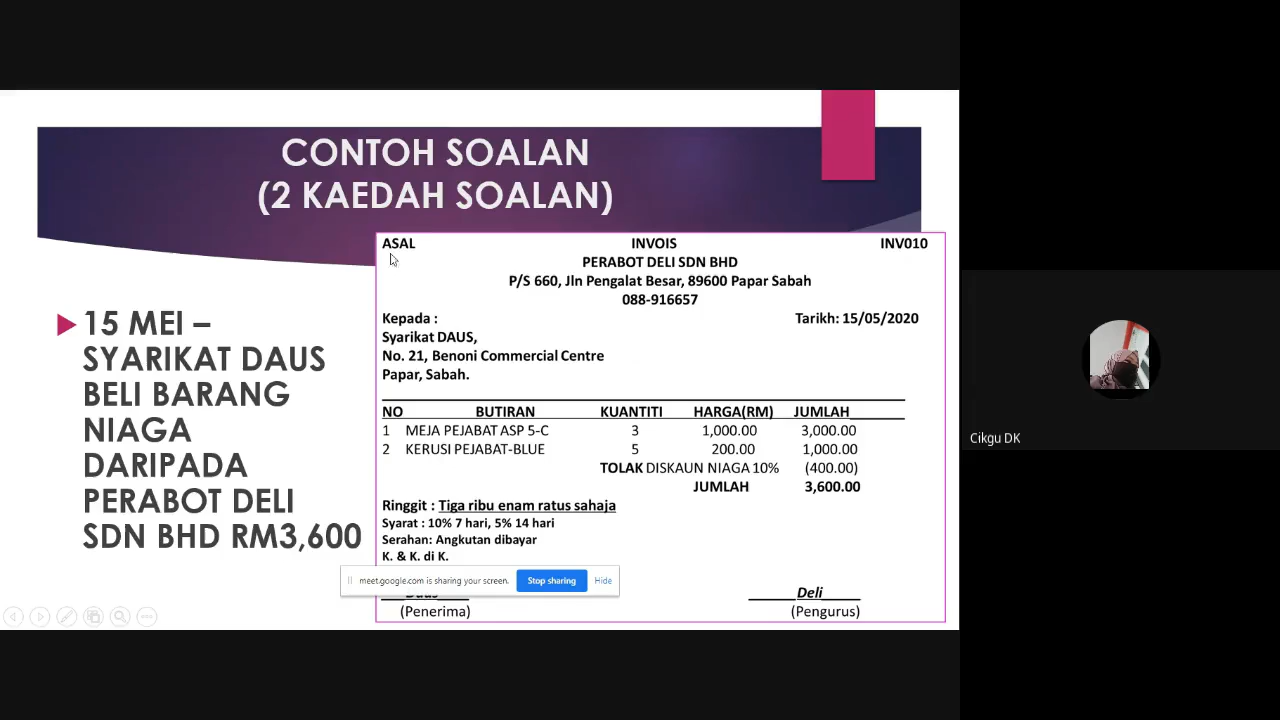 CONTOH SOALAN
(2 KAEDAH SOALAN)
15 MEI –
SYARIKAT DAUS
BELI BARANG
NIAGA
DARIPADA
PERABOT DELI
SDN BHD RM3,600
ASAL INVOIS INV010
PERABOT DELI SDN BHD
P/S 660, Jln Pengalat Besar, 89600 Papar Sabah
088-916657
Kepada : Tarikh: 15/05/2020
Syarikat DAUS,
No. 21, Benoni Commercial Centre
Papar, Sabah.
NO BUTIRAN KUANTITI HARGA(RM) JUMLAH
1 MEJA PEJABAT ASP 5-C 3 1,000.00 3,000.00
2 KERUSI PEJABAT-BLUE 5 200.00 1,000.00
TOLAK DISKAUN NIAGA 10% (400.00)
JUMLAH 3,600.00
Ringgit : Tiga ribu enam ratus sahaja
Syarat : 10% 7 hari, 5% 14 hari
Serahan: Angkutan dibayar
K. & K. di K.
meet.google.com is sharing your screen. Stop sharing Hide
Deli
(Penerima) (Pengurus)
Cikgu DK